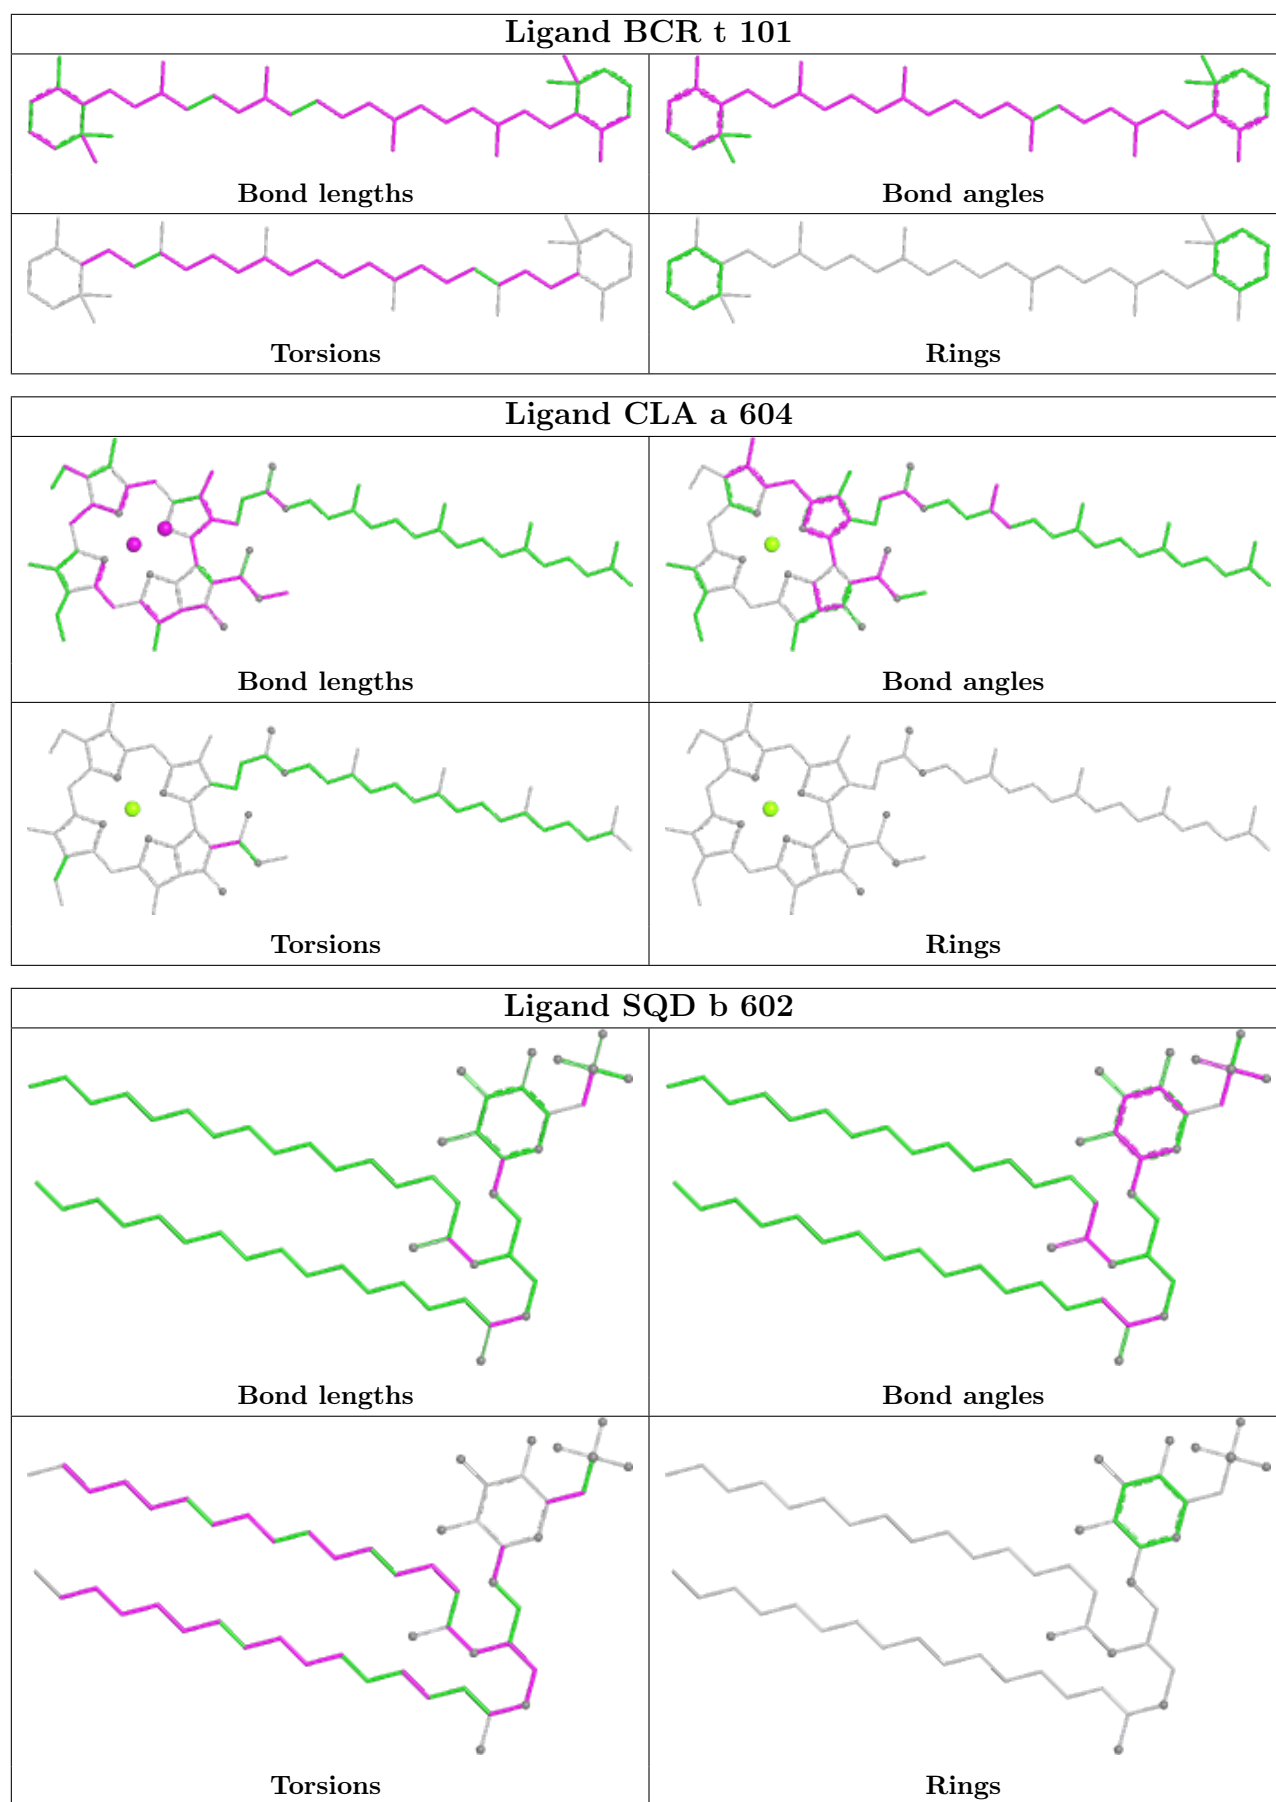 Ligand BCR t 101
Bond lengths
Bond angles
Torsions
Rings
Ligand CLA a 604
Bond lengths
Bond angles
Torsions
Rings
Ligand SQD b 602
Bond lengths
Bond angles
Torsions
Rings